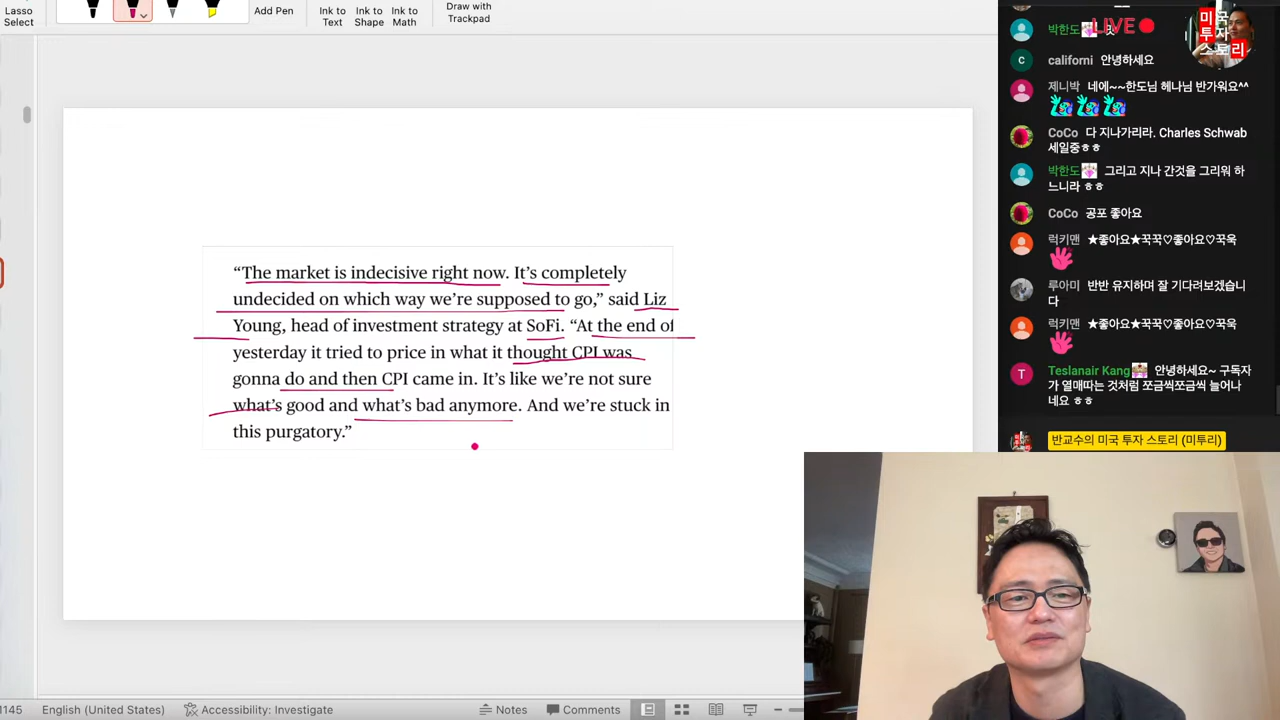 Lasso
Select
Add Pen
Ink to
Text
Ink to
Shape
Ink to
Math
Draw with
Trackpad
“The market is indecisive right now. It’s completely
undecided on which way we’re supposed to go,” said Liz
Young, head of investment strategy at SoFi. “At the end of
yesterday it tried to price in what it thought CPI was
gonna do and then CPI came in. It’s like we’re not sure
what’s good and what’s bad anymore. And we’re stuck in
this purgatory.”
LIVE
미국
투자
스토리
박한도
C californi 안녕하세요
제니박 네에~~한도님 헤나님 반가워요^^
CoCo 다 지나가리라. Charles Schwab
세일중ㅎㅎ
박한도 그리고 지나 간것을 그리워 하
느니라 ㅎㅎ
CoCo 공포 좋아요
럭키맨 ★좋아요★꾹꾹♡좋아요♡꾹욱
루아미 반반 유지하며 잘 기다려보겠습니
다
럭키맨 ★좋아요★꾹꾹♡좋아요♡꾹욱
T Teslanair Kang 안녕하세요~ 구독자
가 열매따는 것처럼 쪼금씩쪼금씩 늘어나
네요 ㅎㅎ
반교수의 미국 투자 스토리 (미투리)
1145 English (United States) Accessibility: Investigate Notes Comments